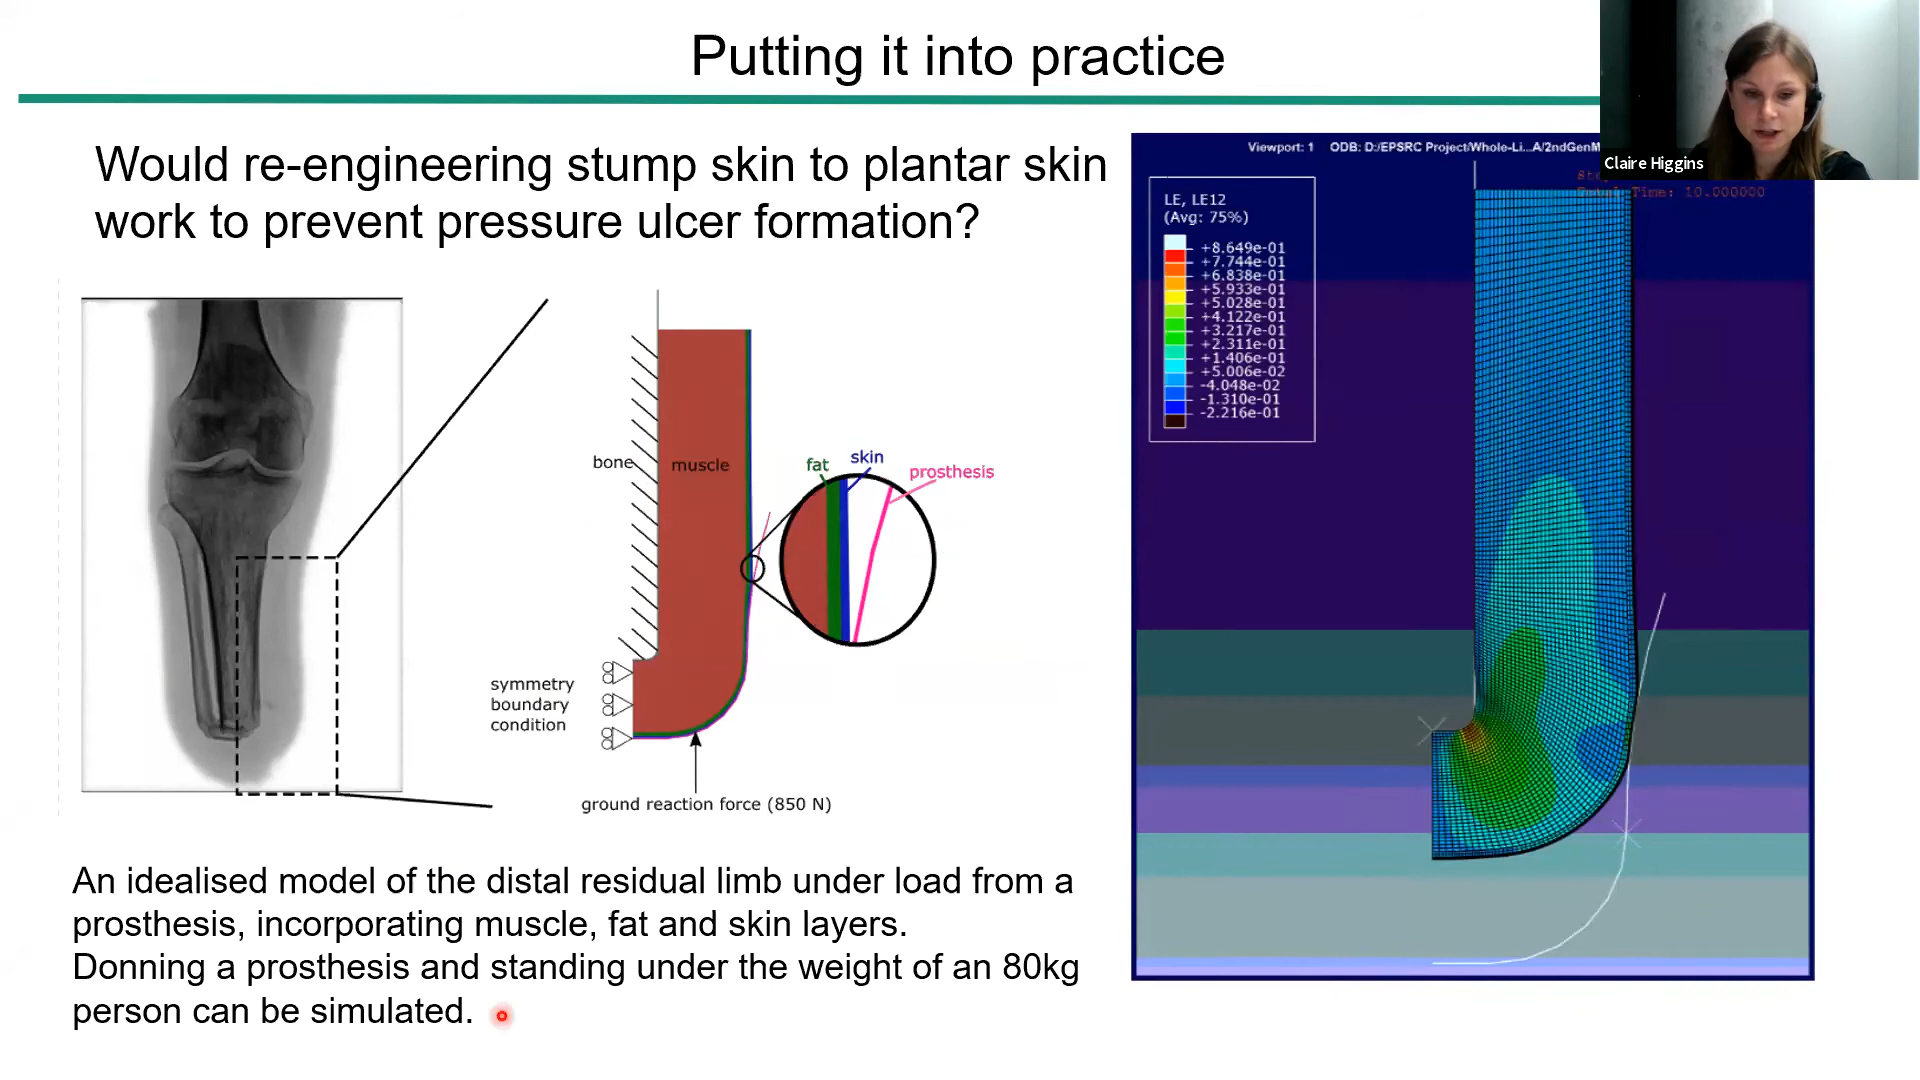 Putting it into practice
Claire Higgins
Would re-engineering stump skin to plantar skin
work to prevent pressure ulcer formation?
bone
muscle
fat
skin
prosthesis
symmetry
boundary
condition
ground reaction force (850 N)
Viewport: 1 ODB: D:/EPSRC Project/Whole-Li...A/2ndGenM
Time: 10.000000
LE, LE12
(Avg: 75%)
+8.649e-01
+7.744e-01
+6.838e-01
+5.933e-01
+5.028e-01
+4.122e-01
+3.217e-01
+2.311e-01
+1.406e-01
+5.006e-02
-4.048e-02
-1.310e-01
-2.216e-01
An idealised model of the distal residual limb under load from a
prosthesis, incorporating muscle, fat and skin layers.
Donning a prosthesis and standing under the weight of an 80kg
person can be simulated.